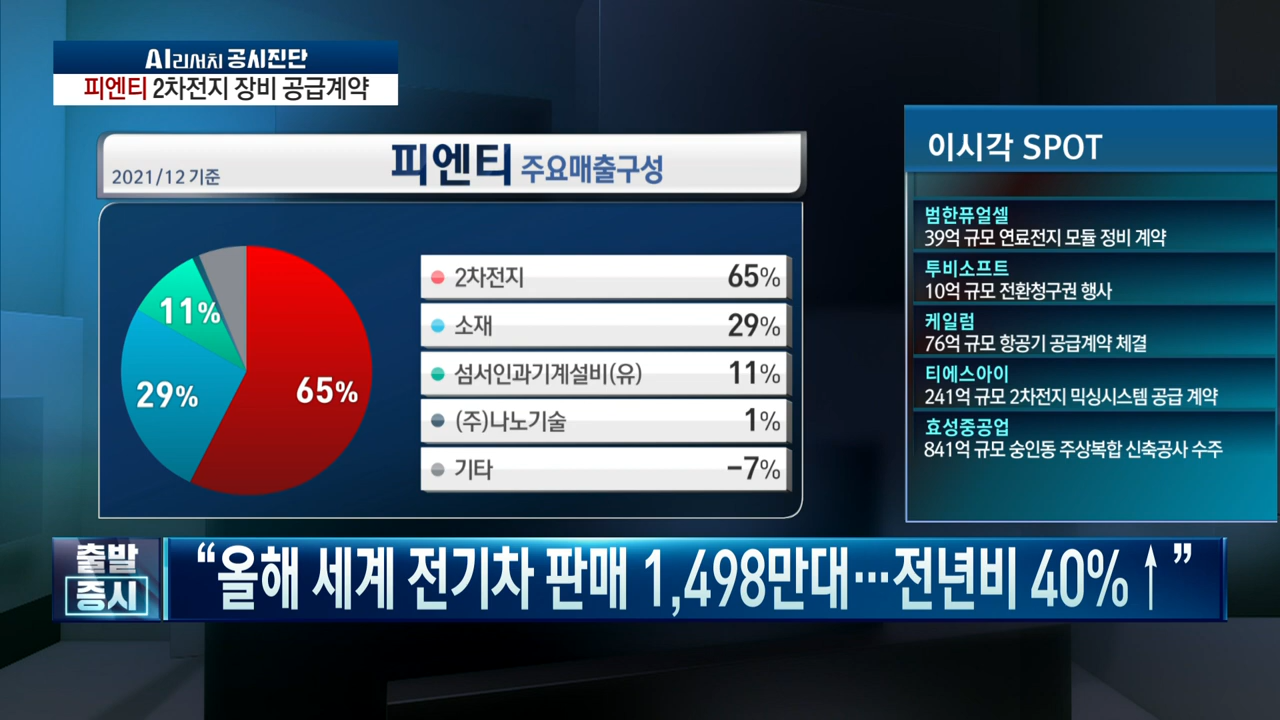 AI리서치 공시진단
피엔티 2차전지 장비 공급계약
2021/12 기준
피엔티 주요매출구성
11%
29%
65%
2차전지 65%
소재 29%
섬서인과기계설비(유) 11%
(주)나노기술 1%
기타 -7%
이시각 SPOT
범한퓨얼셀
39억 규모 연료전지 모듈 정비 계약
투비소프트
10억 규모 전환청구권 행사
케일럼
76억 규모 항공기 공급계약 체결
티에스아이
241억 규모 2차전지 믹싱시스템 공급 계약
효성중공업
841억 규모 숭인동 주상복합 신축공사 수주
출발
증시
“올해 세계 전기차 판매 1,498만대…전년비 40%↑”